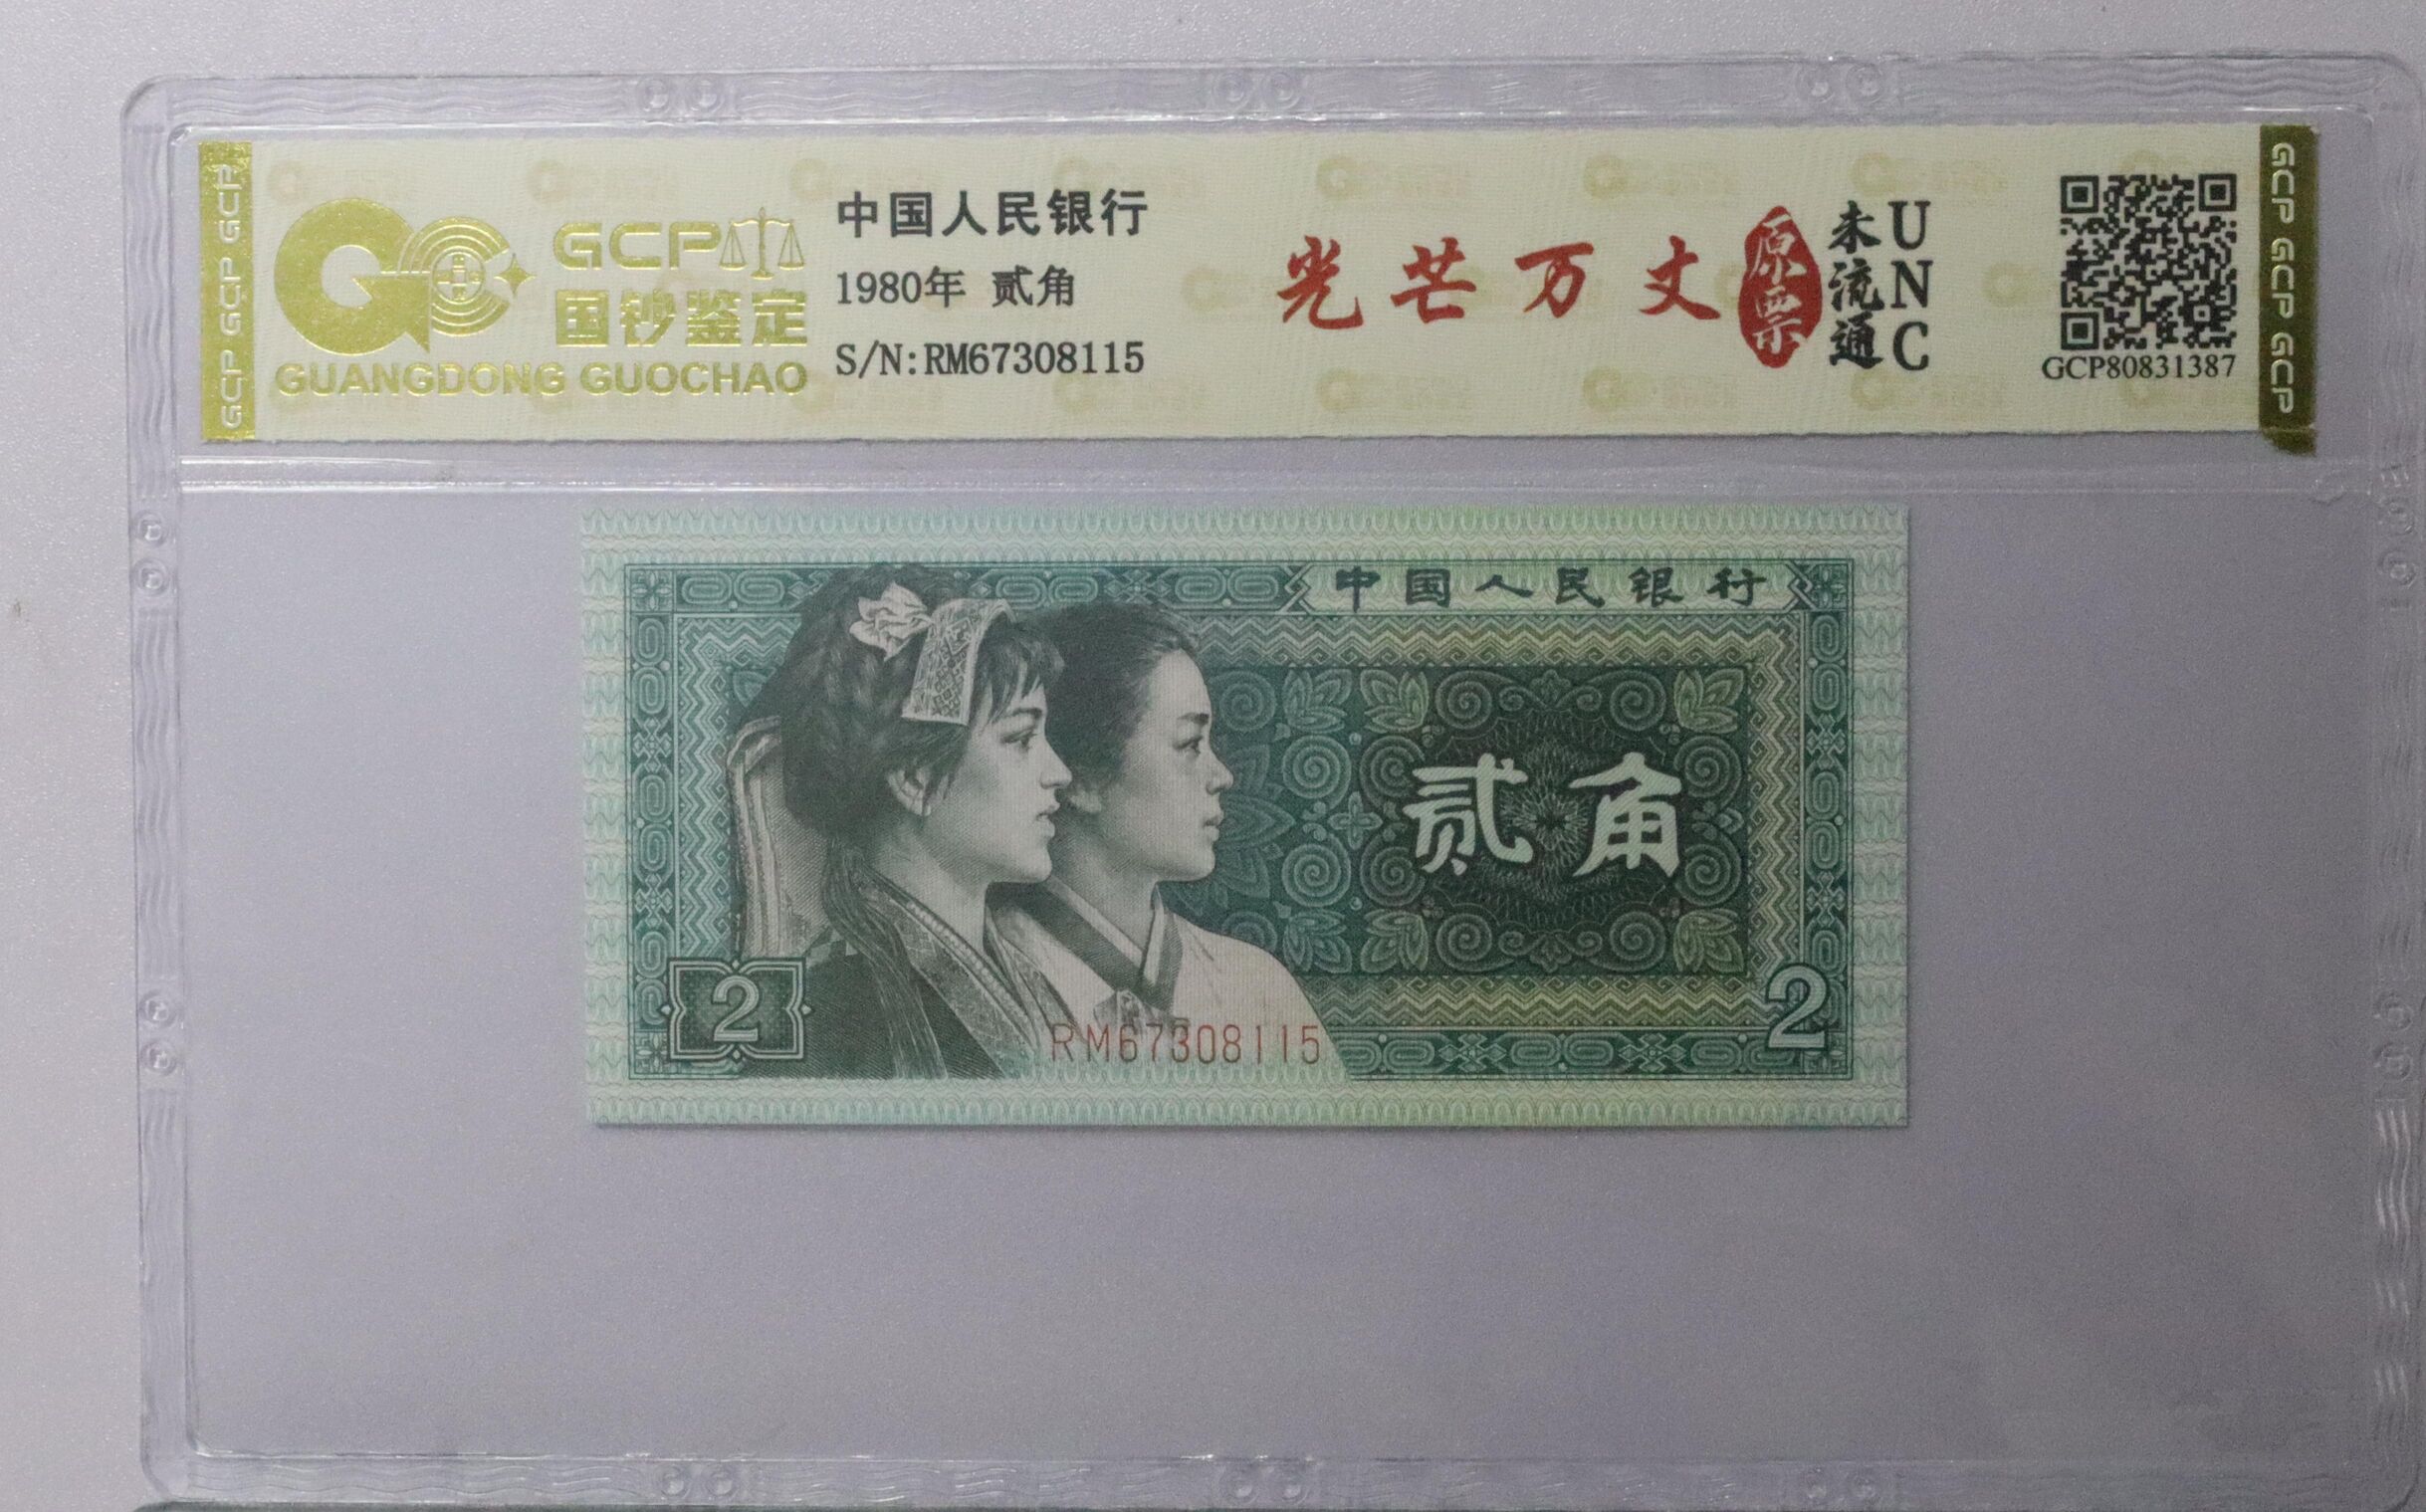 GCP GCP GCP
GCP
国钞鉴定
GUANGDONG GUOCHAO
中国人民银行
1980年 贰角
S/N:RM67308115
光芒万丈
原票
未流通
UNC
GCP80831387
GCP GCP GCP
中国人民银行
贰角
2
2
RM67308115